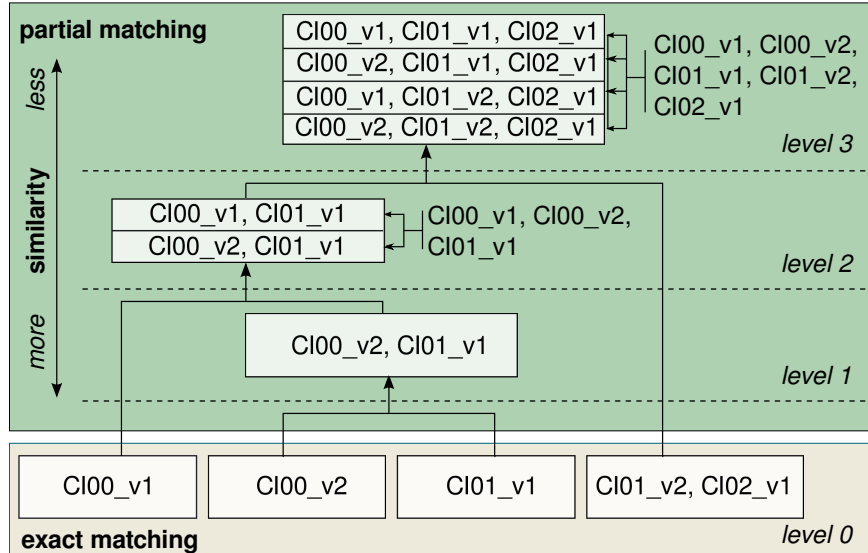 partial matching
less
similarity
more
CI00_v1, CI01_v1, CI02_v1
CI00_v2, CI01_v1, CI02_v1
CI00_v1, CI01_v2, CI02_v1
CI00_v2, CI01_v2, CI02_v1
CI00_v1, CI00_v2,
CI01_v1, CI01_v2,
CI02_v1
level 3
CI00_v1, CI01_v1
CI00_v2, CI01_v1
CI00_v1, CI00_v2,
CI01_v1
level 2
CI00_v2, CI01_v1
level 1
CI00_v1
CI00_v2
CI01_v1
CI01_v2, CI02_v1
exact matching
level 0